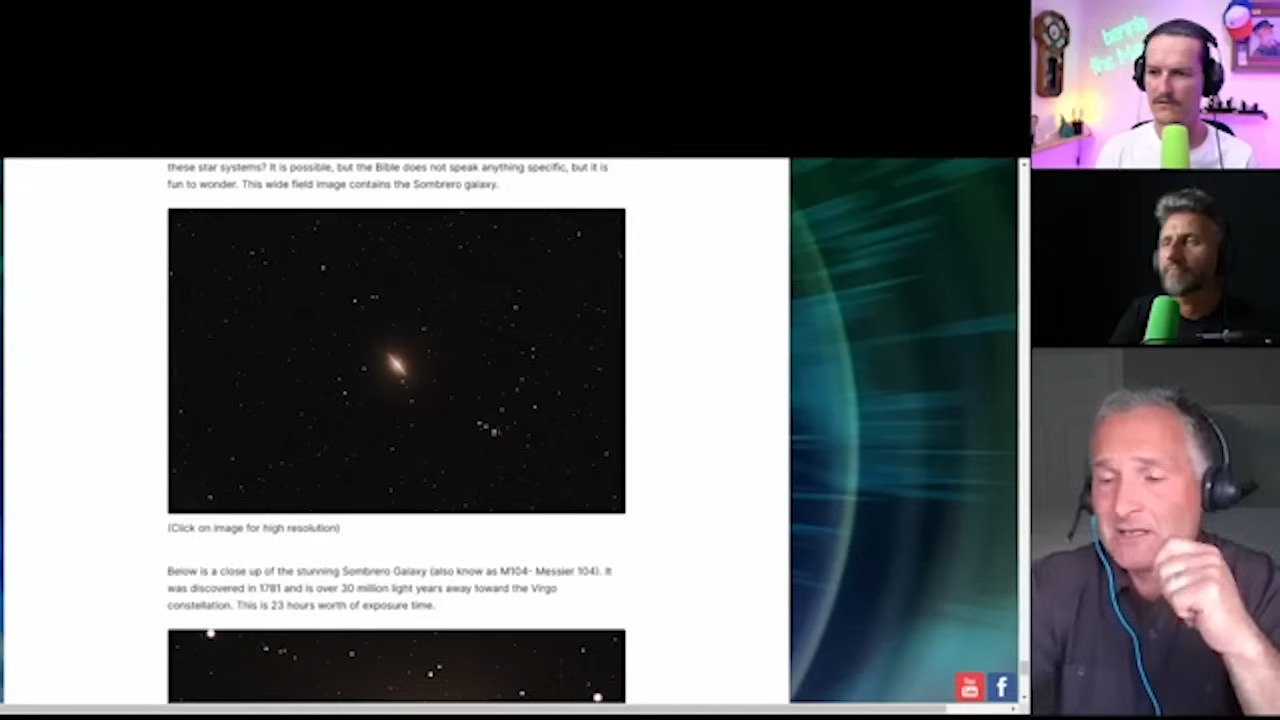 these star systems? It is possible, but the Bible does not speak anything specific, but it is
fun to wonder. This wide field image contains the Sombrero galaxy.
(Click on image for high resolution)
Below is a close up of the stunning Sombrero Galaxy (also know as M104- Messier 104). It
was discovered in 1781 and is over 30 million light years away toward the Virgo
constellation. This is 23 hours worth of exposure time.
You
f